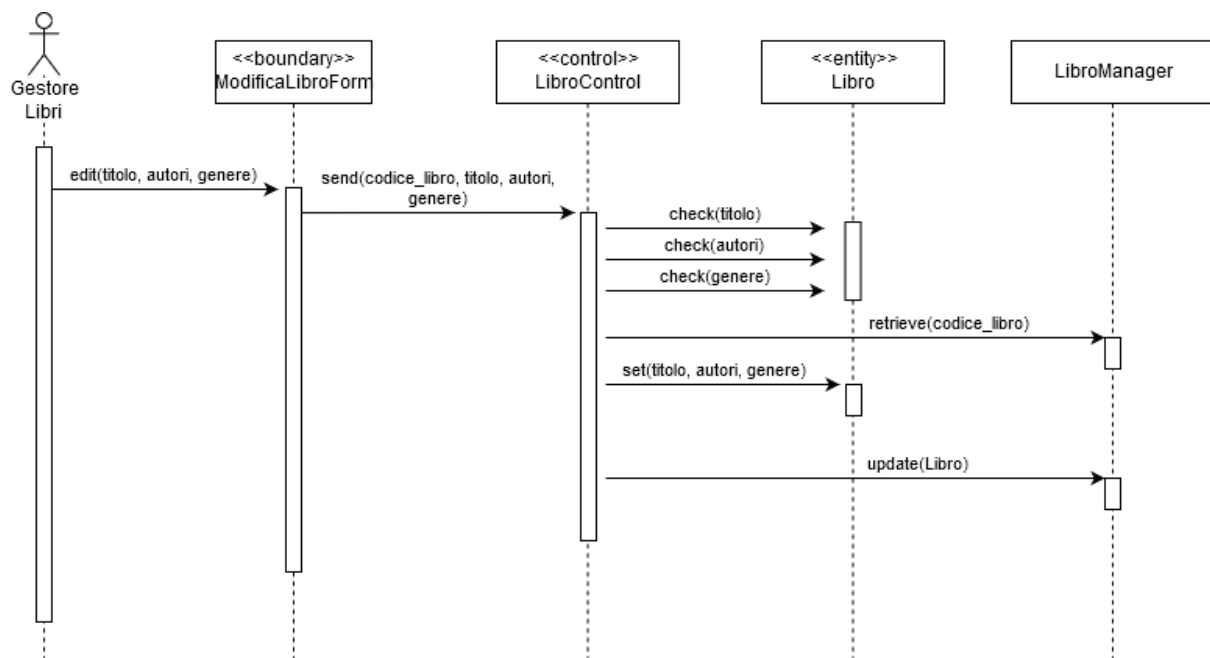 Gestore
Libri
<<boundary>>
ModificaLibroForm
<<control>>
LibroControl
<<entity>>
Libro
LibroManager
edit(titolo, autori, genere)
send(codice_libro, titolo, autori,
genere)
check(titolo)
check(autori)
check(genere)
retrieve(codice_libro)
set(titolo, autori, genere)
update(Libro)